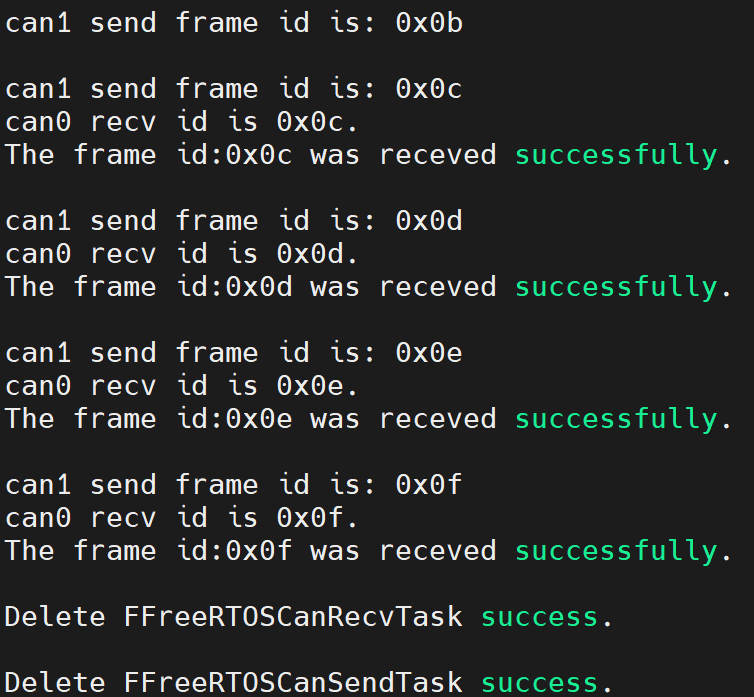 can1 send frame id is: 0x0b
can1 send frame id is: 0x0c
can0 recv id is 0x0c.
The frame id:0x0c was receved successfully.
can1 send frame id is: 0x0d
can0 recv id is 0x0d.
The frame id:0x0d was receved successfully.
can1 send frame id is: 0x0e
can0 recv id is 0x0e.
The frame id:0x0e was receved successfully.
can1 send frame id is: 0x0f
can0 recv id is 0x0f.
The frame id:0x0f was receved successfully.
Delete FFreeRTOSCanRecvTask success.
Delete FFreeRTOSCanSendTask success.